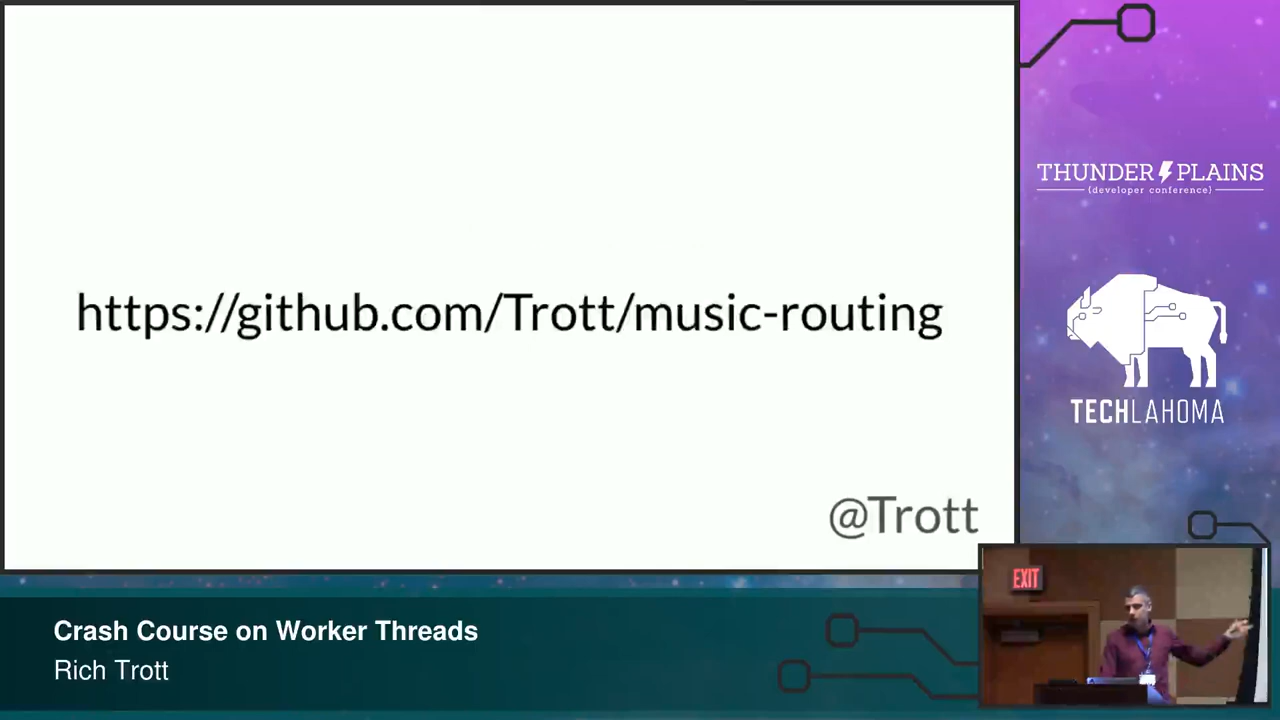 https://github.com/Trott/music-routing
@Trott
THUNDER PLAINS
{developer conference}
TECHLAHOMA
EXIT
Crash Course on Worker Threads
Rich Trott